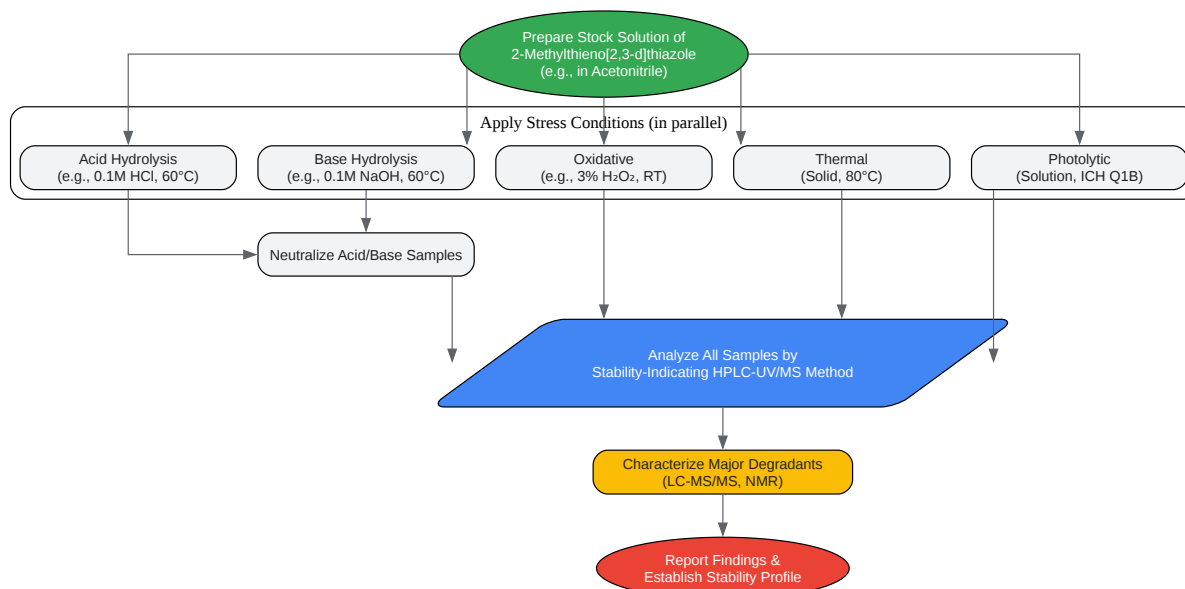 Prepare Stock Solution of
2-Methylthieno[2,3-d]thiazole
(e.g., in Acetonitrile)
Apply Stress Conditions (in parallel)
Acid Hydrolysis
(e.g., 0.1M HCl, 60°C)
Base Hydrolysis
(e.g., 0.1M NaOH, 60°C)
Oxidative
(e.g., 3% H₂O₂, RT)
Thermal
(Solid, 80°C)
Photolytic
(Solution, ICH Q1B)
Neutralize Acid/Base Samples
Analyze All Samples by
Stability-Indicating HPLC-UV/MS Method
Characterize Major Degradants
(LC-MS/MS, NMR)
Report Findings &
Establish Stability Profile